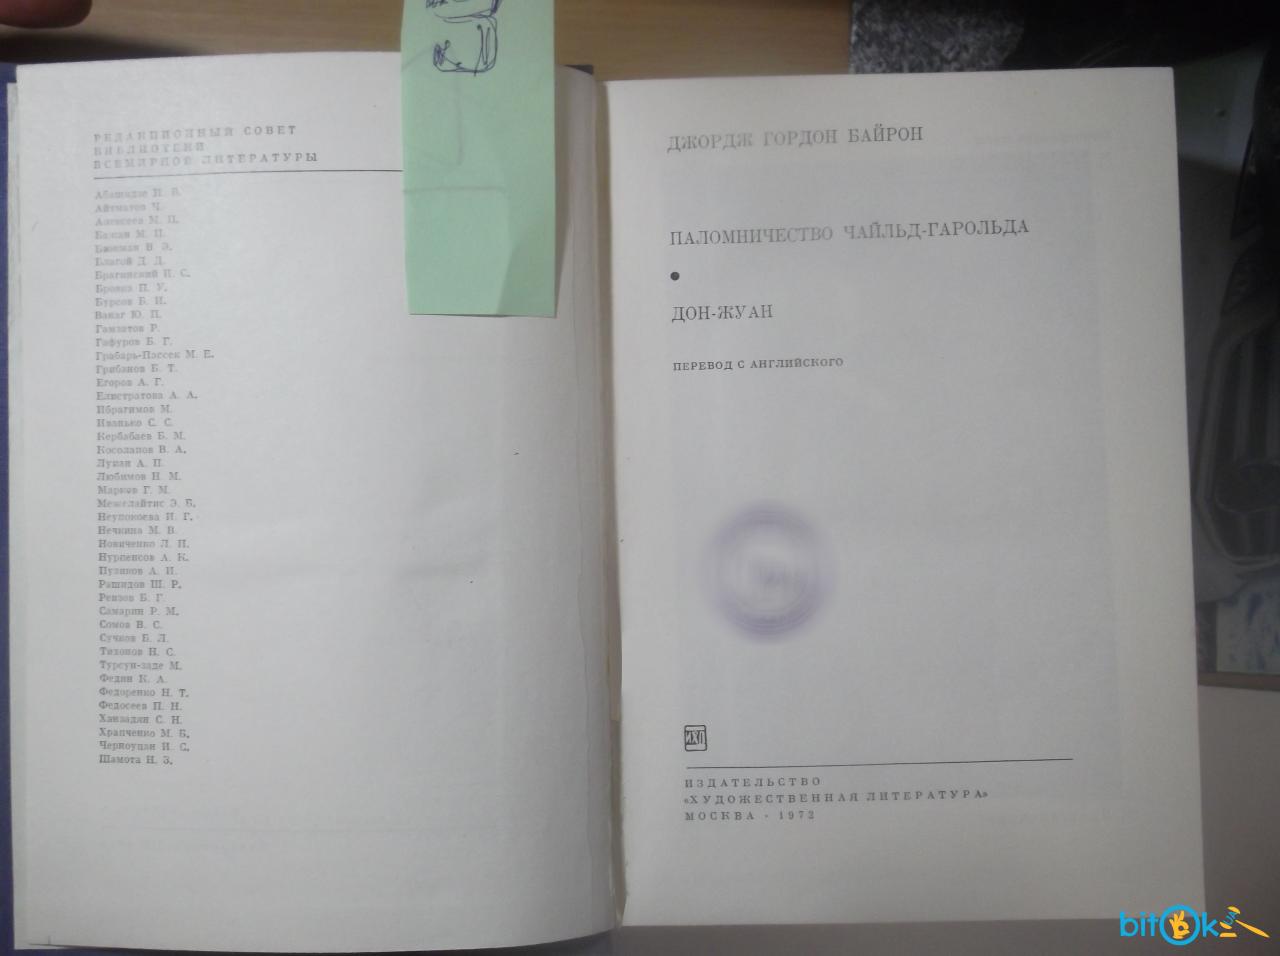 РЕДАКЦИОННЫЙ СОВЕТ
БИБЛИОТЕКИ
ВСЕМИРНОЙ ЛИТЕРАТУРЫ
Абашидзе И. В.
Айтматов Ч.
Алексеев М. П.
Бажан М. П.
Бюнман В. Э.
Благой Д. Д.
Брагинский И. С.
Бровка П. У.
Бурсов Б. И.
Ванаг Ю. П.
Гамзатов Р.
Гафуров Б. Г.
Грабарь-Пассек М. Е.
Грибанов Б. Т.
Егоров А. Г.
Елистратова А. А.
Ибрагимов М.
Иванько С. С.
Кербабаев Б. М.
Косолапов В. А.
Лупан А. П.
Любимов Н. М.
Марков Г. М.
Межелайтис Э. Б.
Неупокоева И. Г.
Нечкина М. В.
Новиченко Л. Н.
Нурпеисов А. К.
Пузиков А. И.
Рашидов Ш. Р.
Реизов Б. Г.
Самарин Р. М.
Сомов В. С.
Сучков Б. Л.
Тихонов Н. С.
Турсун-заде М.
Федин К. А.
Федоренко Н. Т.
Федосеев П. Н.
Ханзадян С. Н.
Храпченко М. Б.
Черноуцан И. С.
Шамота Н. З.
ДЖОРДЖ ГОРДОН БАЙРОН
ПАЛОМНИЧЕСТВО ЧАЙЛЬД-ГАРОЛЬДА
●
ДОН-ЖУАН
ПЕРЕВОД С АНГЛИЙСКОГО
ИХЛ
ИЗДАТЕЛЬСТВО
«ХУДОЖЕСТВЕННАЯ ЛИТЕРАТУРА»
МОСКВА · 1972
bitOk UA